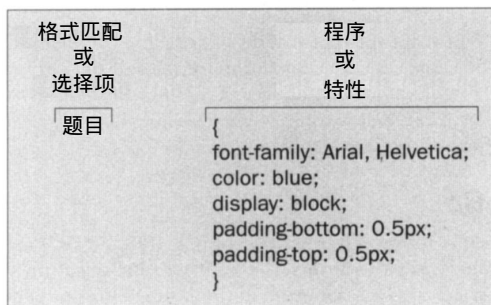 格式匹配
或
选择项
题目
程序
或
特性
{
font-family: Arial, Helvetica;
color: blue;
display: block;
padding-bottom: 0.5px;
padding-top: 0.5px;
}